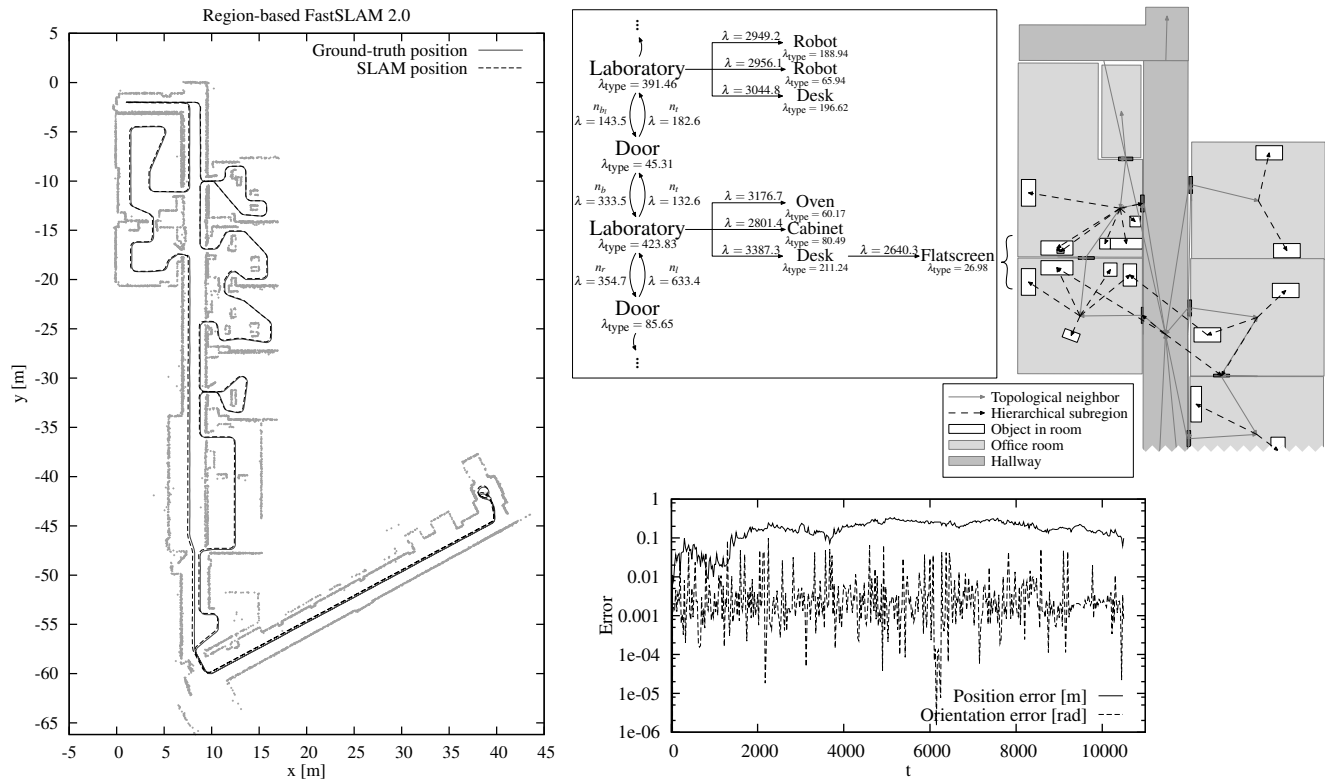 Region-based FastSLAM 2.0
Ground-truth position
SLAM position
5
0
-5
-10
-15
-20
-25
-30
-35
-40
-45
-50
-55
-60
-65
y [m]
-5
0
5
10
15
20
25
30
35
40
45
x [m]
...
Laboratory
λtype = 391.46
λ = 2949.2
Robot
λtype = 188.94
λ = 2956.1
Robot
λtype = 65.94
λ = 3044.8
Desk
λtype = 196.62
nbl
λ = 143.5
nt
λ = 182.6
Door
λtype = 45.31
nb
λ = 333.5
nt
λ = 132.6
Laboratory
λtype = 423.83
λ = 3176.7
Oven
λtype = 60.17
λ = 2801.4
Cabinet
λtype = 80.49
λ = 3387.3
Desk
λtype = 211.24
λ = 2640.3
Flatscreen
λtype = 26.98
nr
λ = 354.7
nl
λ = 633.4
Door
λtype = 85.65
...
Topological neighbor
Hierarchical subregion
Object in room
Office room
Hallway
1
0.1
0.01
0.001
1e-04
1e-05
1e-06
Error
Position error [m]
Orientation error [rad]
0
2000
4000
6000
8000
10000
t